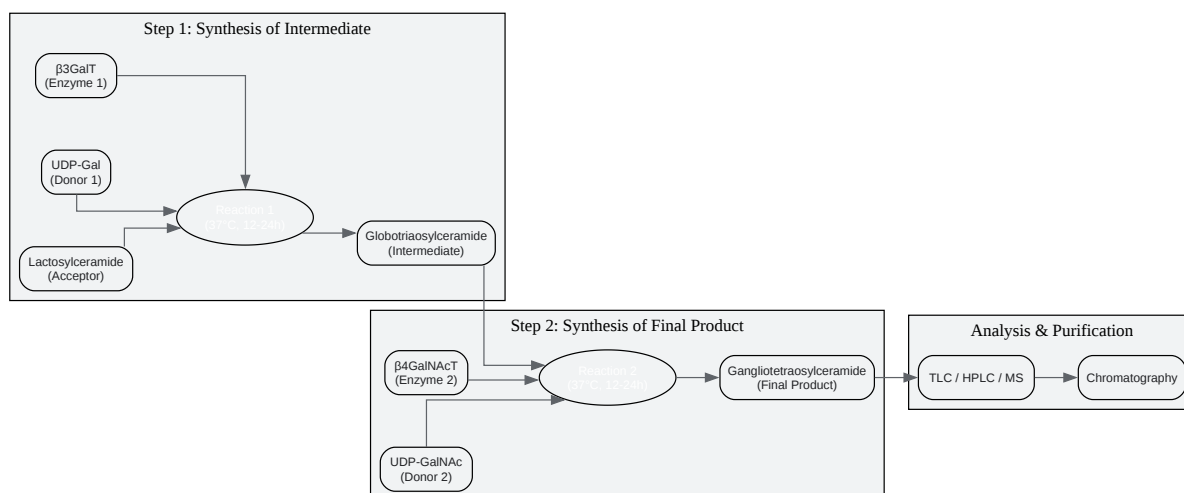 Step 1: Synthesis of Intermediate
β3GalT
(Enzyme 1)
UDP-Gal
(Donor 1)
Reaction 1
(37°C, 12-24h)
Lactosylceramide
(Acceptor)
Globotriaosylceramide
(Intermediate)
Step 2: Synthesis of Final Product
β4GalNAcT
(Enzyme 2)
Reaction 2
(37°C, 12-24h)
Gangliotetraosylceramide
(Final Product)
UDP-GalNAc
(Donor 2)
Analysis & Purification
TLC / HPLC / MS
Chromatography